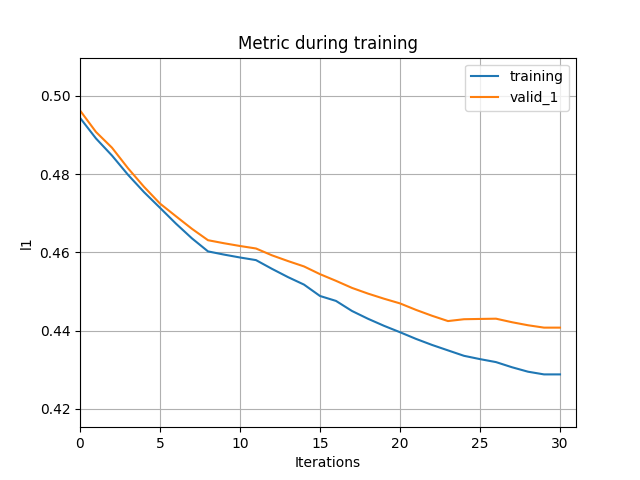 Metric during training
training
valid_1
0.50
0.48
0.46
0.44
0.42
l1
0 5 10 15 20 25 30
Iterations